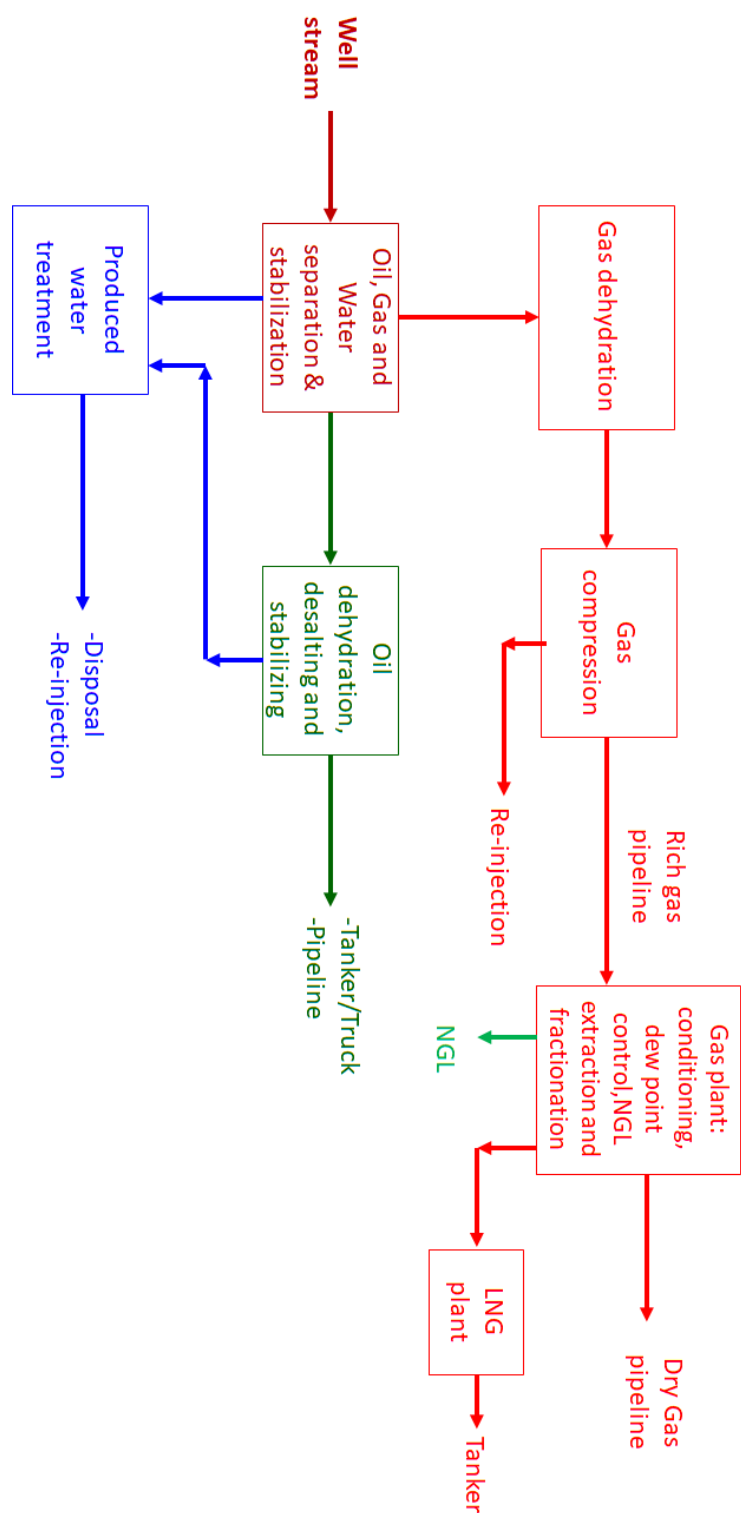 Gas dehydration
Gas
compression
Rich gas
pipeline
Gas plant:
conditioning,
dew point
control,NGL
extraction and
fractionation
Dry Gas
pipeline
Re-injection
NGL
LNG
plant
Tanker
Well
stream
Oil, Gas and
Water
separation &
stabilization
Oil
dehydration,
desalting and
stabilizing
-Tanker/Truck
-Pipeline
Produced
water
treatment
-Disposal
-Re-injection